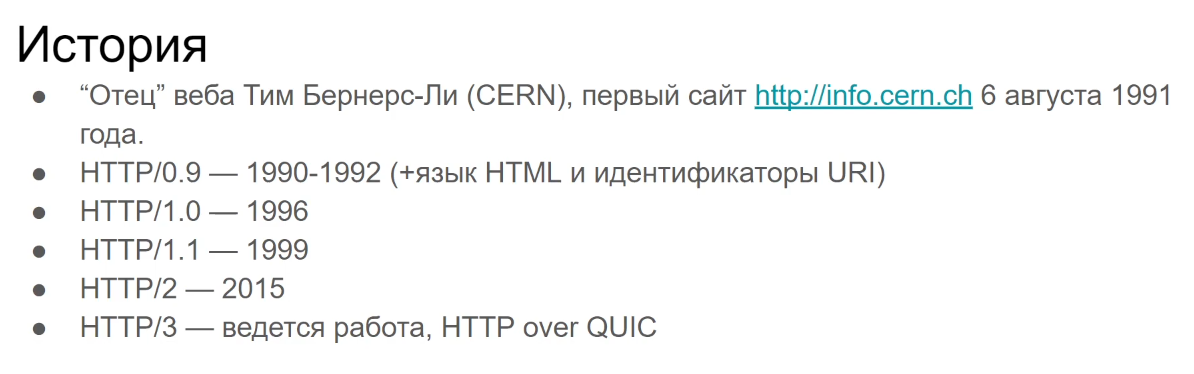 История
● “Отец” веба Тим Бернерс-Ли (CERN), первый сайт http://info.cern.ch 6 августа 1991
года.
● HTTP/0.9 — 1990-1992 (+язык HTML и идентификаторы URI)
● HTTP/1.0 — 1996
● HTTP/1.1 — 1999
● HTTP/2 — 2015
● HTTP/3 — ведется работа, HTTP over QUIC